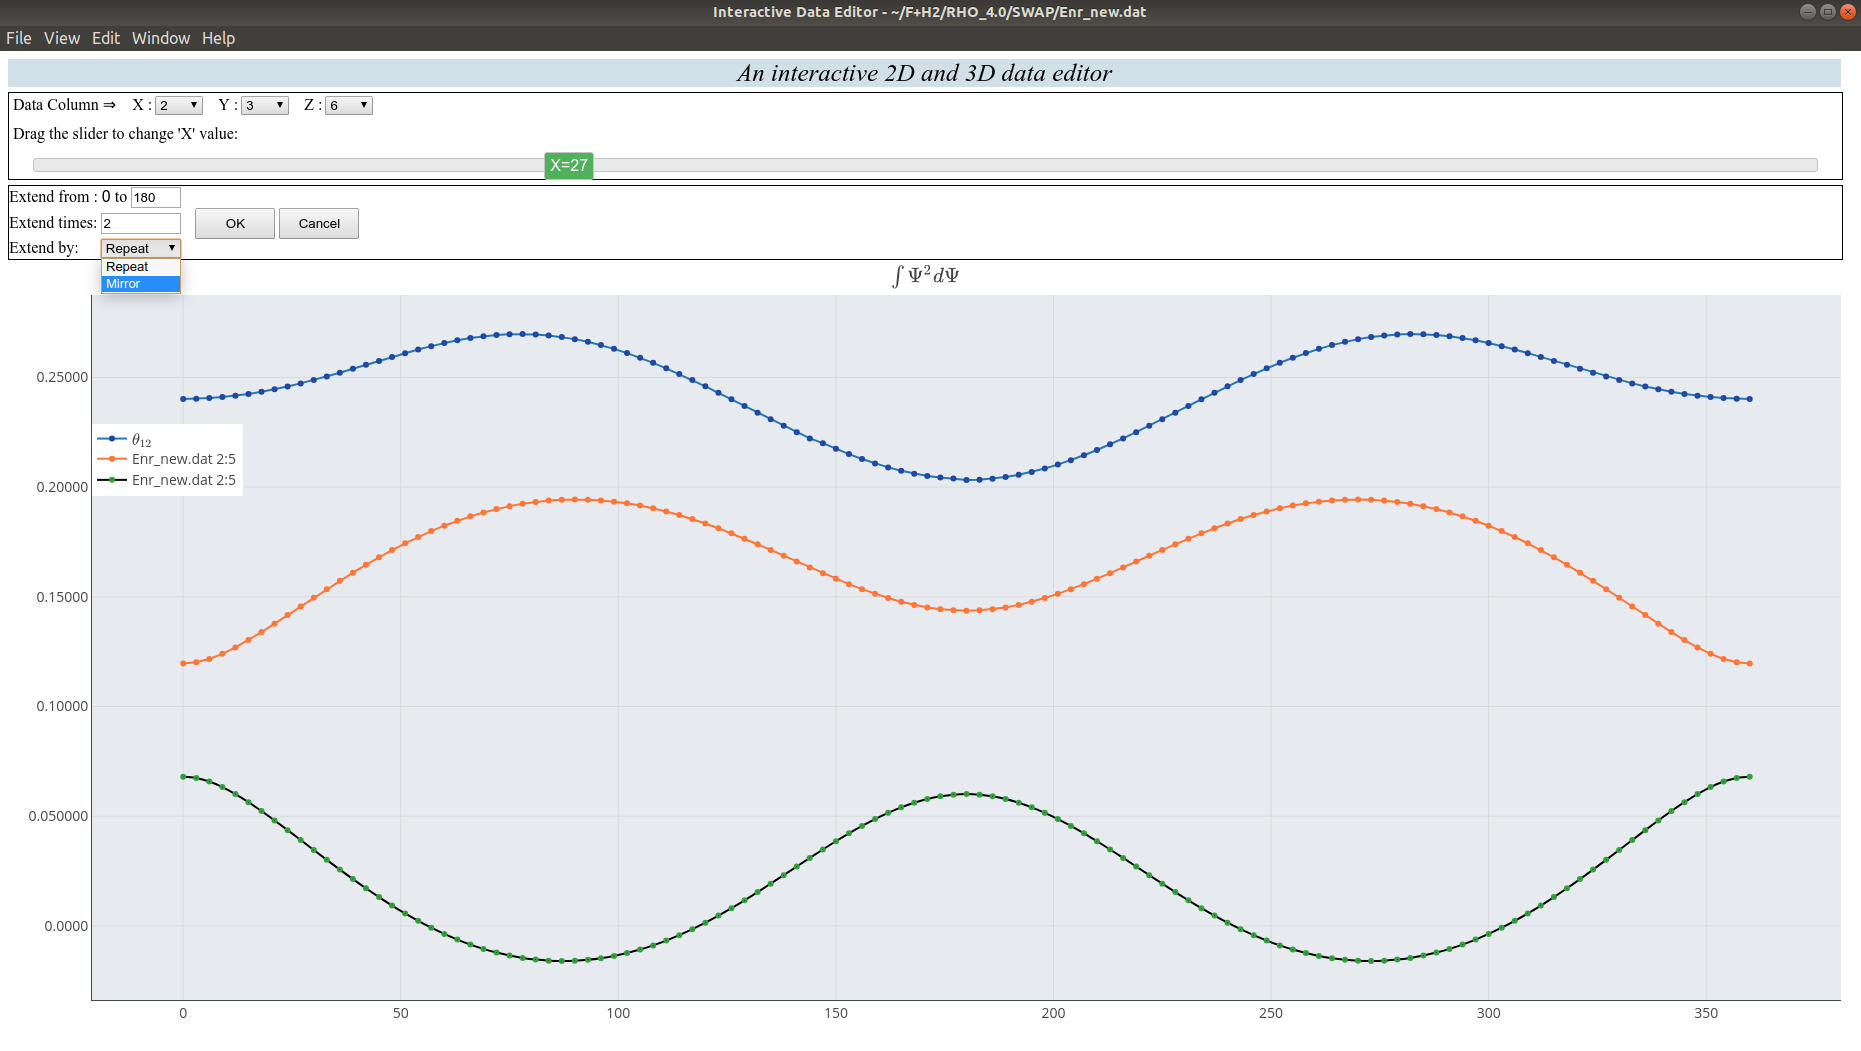 Interactive Data Editor - ~/F+H2/RHO_4.0/SWAP/Enr_new.dat
File View Edit Window Help
An interactive 2D and 3D data editor
Data Column ⇒ X : 2 Y : 3 Z : 6
Drag the slider to change 'X' value:
X=27
Extend from : 0 to 180
Extend times: 2
OK Cancel
Extend by: Repeat
Repeat
Mirror
∫ Ψ² dΨ
0.25000
0.20000
0.15000
0.10000
0.050000
0.0000
θ₁₂
Enr_new.dat 2:5
Enr_new.dat 2:5
0 50 100 150 200 250 300 350